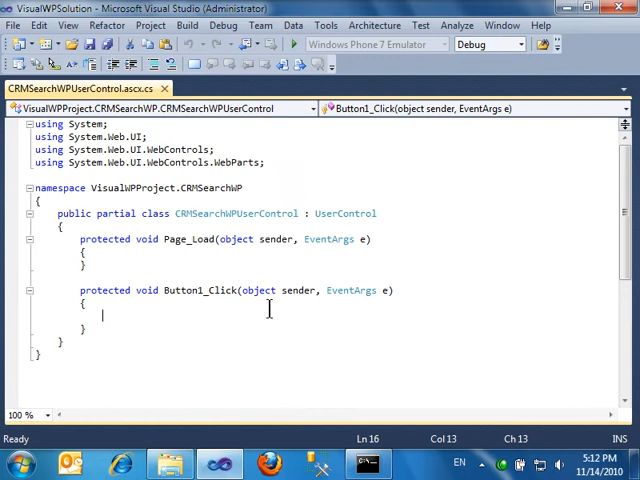 VisualWPSolution - Microsoft Visual Studio (Administrator)
File Edit View Refactor Project Build Debug Team Data Tools Architecture Test Analyze Window Help
Windows Phone 7 Emulator Debug
CRMSearchWPUserControl.ascx.cs
VisualWPProject.CRMSearchWP.CRMSearchWPUserControl Button1_Click(object sender, EventArgs e)
using System;
using System.Web.UI;
using System.Web.UI.WebControls;
using System.Web.UI.WebControls.WebParts;
namespace VisualWPProject.CRMSearchWP
{
public partial class CRMSearchWPUserControl : UserControl
{
protected void Page_Load(object sender, EventArgs e)
{
}
protected void Button1_Click(object sender, EventArgs e)
{
}
}
}
100 %
Ready Ln 16 Col 13 Ch 13 INS
EN 5:12 PM
11/14/2010